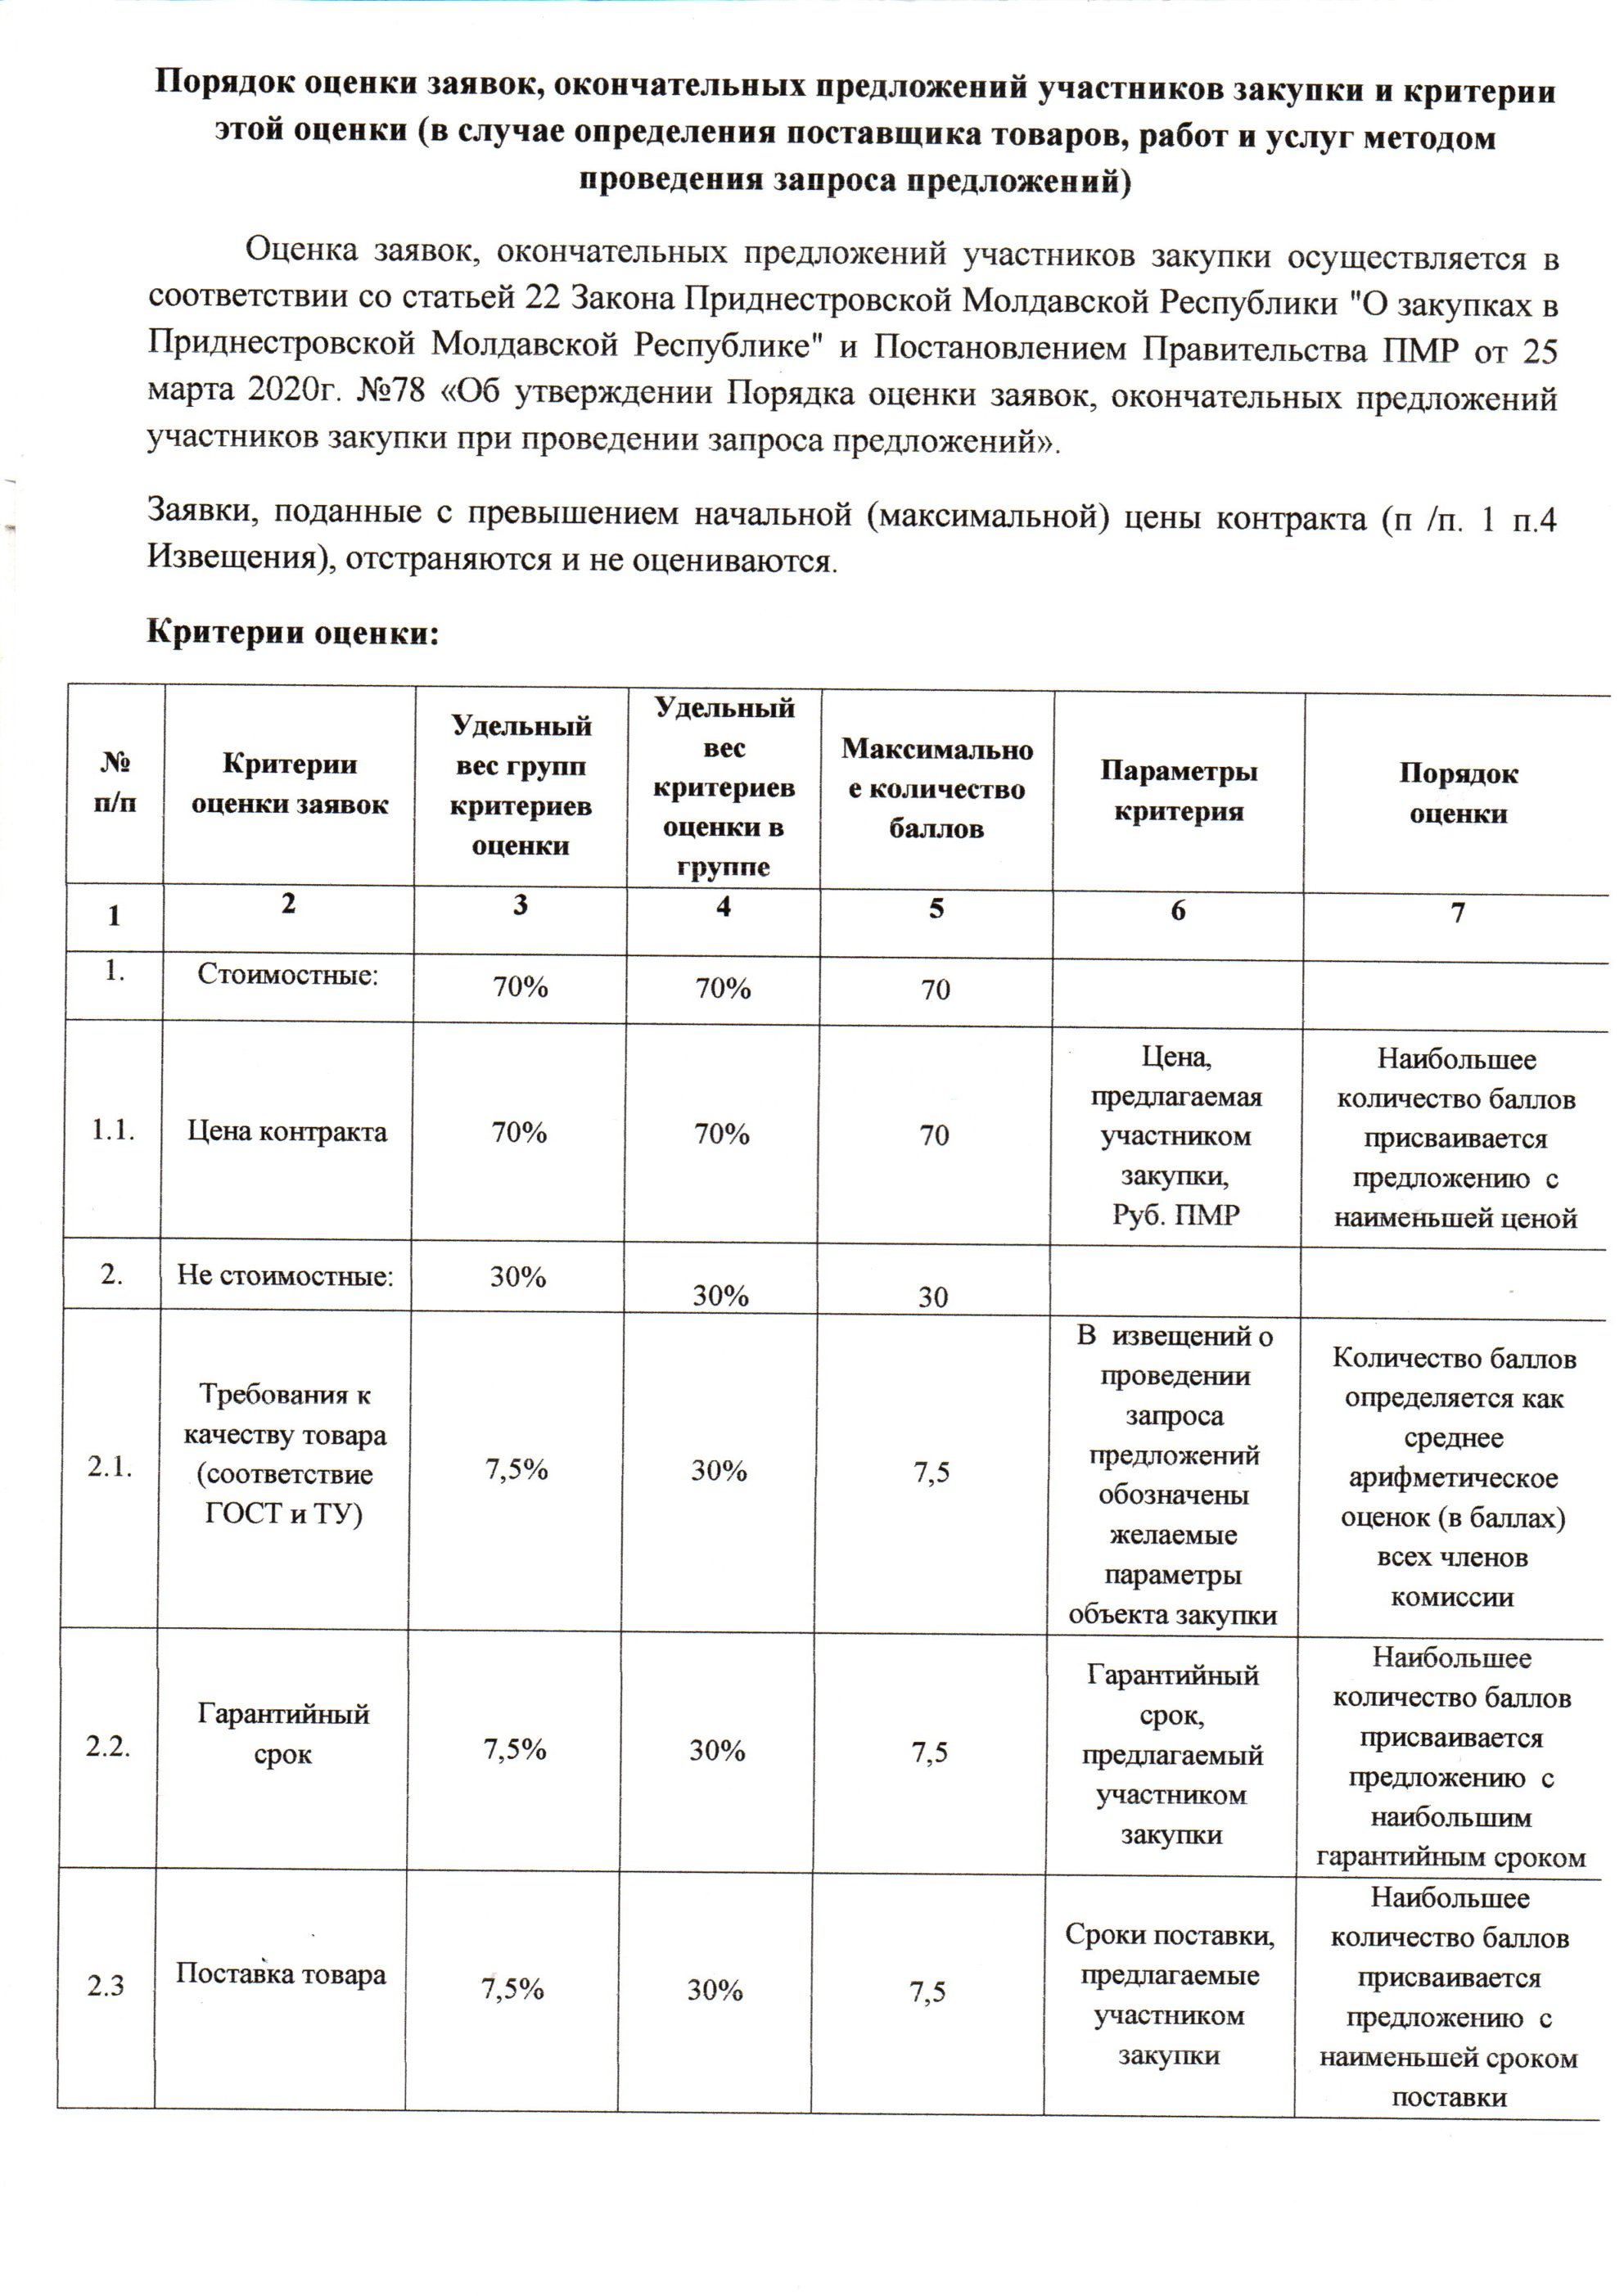 Порядок оценки заявок, окончательных предложений участников закупки и критерии
этой оценки (в случае определения поставщика товаров, работ и услуг методом
проведения запроса предложений)
Оценка заявок, окончательных предложений участников закупки осуществляется в
соответствии со статьей 22 Закона Приднестровской Молдавской Республики "О закупках в
Приднестровской Молдавской Республике" и Постановлением Правительства ПМР от 25
марта 2020г. №78 «Об утверждении Порядка оценки заявок, окончательных предложений
участников закупки при проведении запроса предложений».
Заявки, поданные с превышением начальной (максимальной) цены контракта (п /п. 1 п.4
Извещения), отстраняются и не оцениваются.
Критерии оценки:
№
п/п
Критерии
оценки заявок
Удельный
вес групп
критериев
оценки
Удельный
вес
критериев
оценки в
группе
Максимально
е количество
баллов
Параметры
критерия
Порядок
оценки
1
2
3
4
5
6
7
1.
Стоимостные:
70%
70%
70
1.1.
Цена контракта
70%
70%
70
Цена,
предлагаемая
участником
закупки,
Руб. ПМР
Наибольшее
количество баллов
присваивается
предложению с
наименьшей ценой
2.
Не стоимостные:
30%
30%
30
2.1.
Требования к
качеству товара
(соответствие
ГОСТ и ТУ)
7,5%
30%
7,5
В извещений о
проведении
запроса
предложений
обозначены
желаемые
параметры
объекта закупки
Количество баллов
определяется как
среднее
арифметическое
оценок (в баллах)
всех членов
комиссии
2.2.
Гарантийный
срок
7,5%
30%
7,5
Гарантийный
срок,
предлагаемый
участником
закупки
Наибольшее
количество баллов
присваивается
предложению с
наибольшим
гарантийным сроком
2.3
Поставка товара
7,5%
30%
7,5
Сроки поставки,
предлагаемые
участником
закупки
Наибольшее
количество баллов
присваивается
предложению с
наименьшей сроком
поставки